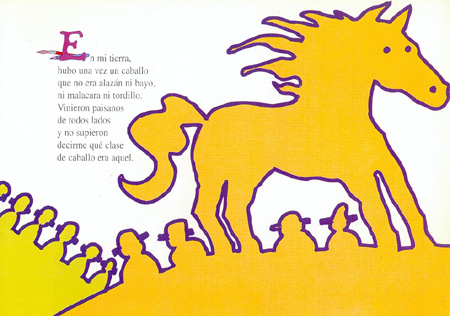 En mi tierra,
hubo una vez un caballo
que no era alazán ni bayo,
ni malacara ni tordillo.
Vinieron paisanos
de todos lados
y no supieron
decirme qué clase
de caballo era aquel.